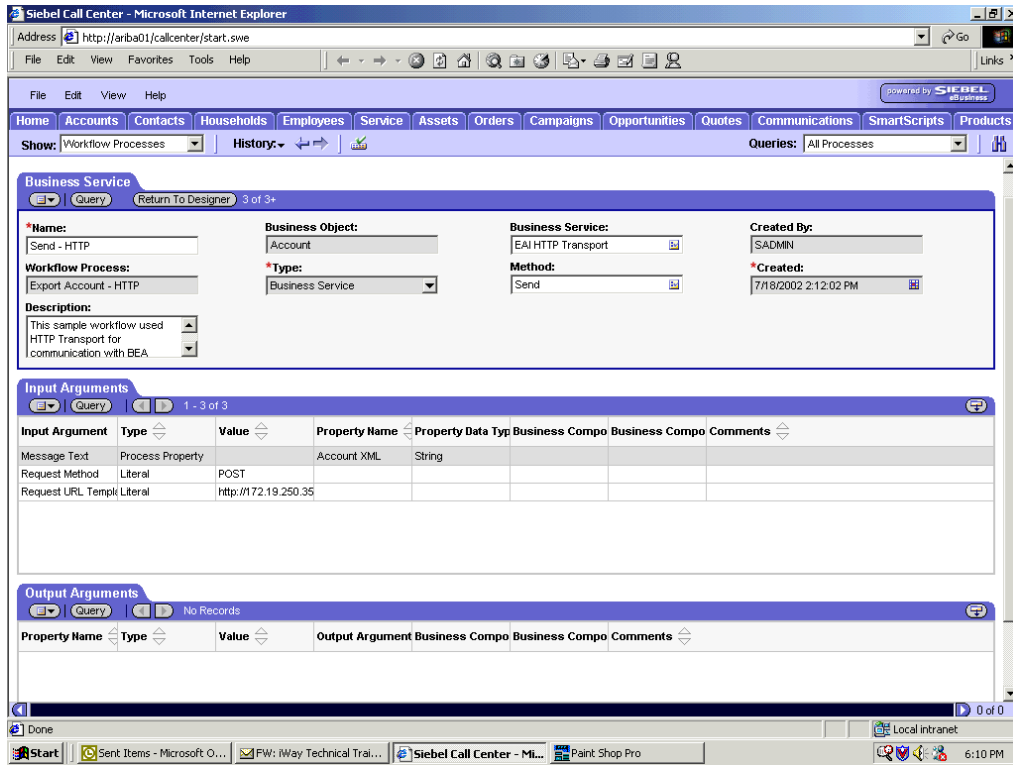 Siebel Call Center - Microsoft Internet Explorer
Address http://ariba01/callcenter/start.swe Go
File Edit View Favorites Tools Help Links
File Edit View Help powered by SIEBEL eBusiness
Home Accounts Contacts Households Employees Service Assets Orders Campaigns Opportunities Quotes Communications SmartScripts Products
Show: Workflow Processes History: Queries: All Processes
Business Service
Query Return To Designer 3 of 3+
*Name: Business Object: Business Service: Created By:
Send - HTTP Account EAI HTTP Transport SADMIN
Workflow Process: *Type: Method: *Created:
Export Account - HTTP Business Service Send 7/18/2002 2:12:02 PM
Description:
This sample workflow used
HTTP Transport for
communication with BEA
Input Arguments
Query 1 - 3 of 3
Input Argument Type Value Property Name Property Data Typ Business Compo Business Compo Comments
Message Text Process Property Account XML String
Request Method Literal POST
Request URL Templa Literal http://172.19.250.35
Output Arguments
Query No Records
Property Name Type Value Output Argument Business Compo Business Compo Comments
0 of 0
Done Local intranet
Start Sent Items - Microsoft O... FW: iWay Technical Trai... Siebel Call Center - Mi... Paint Shop Pro 6:10 PM